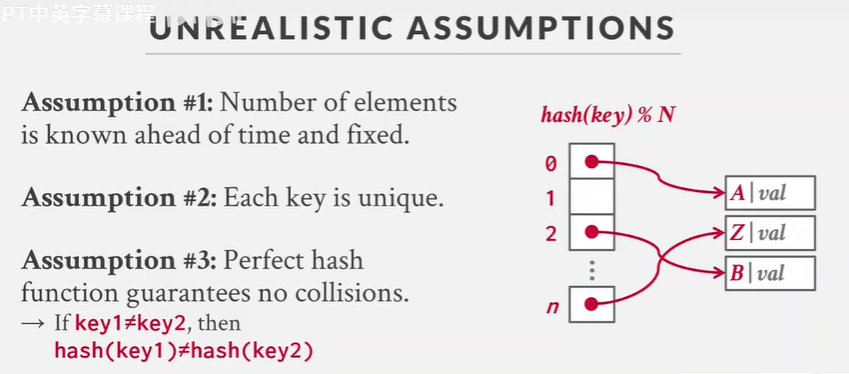 PT中英字幕课程
UNREALISTIC ASSUMPTIONS
Assumption #1: Number of elements
is known ahead of time and fixed.
Assumption #2: Each key is unique.
Assumption #3: Perfect hash
function guarantees no collisions.
→ If key1≠key2, then
hash(key1)≠hash(key2)
hash(key) % N
0
1
2
⋮
n
A|val
Z|val
B|val